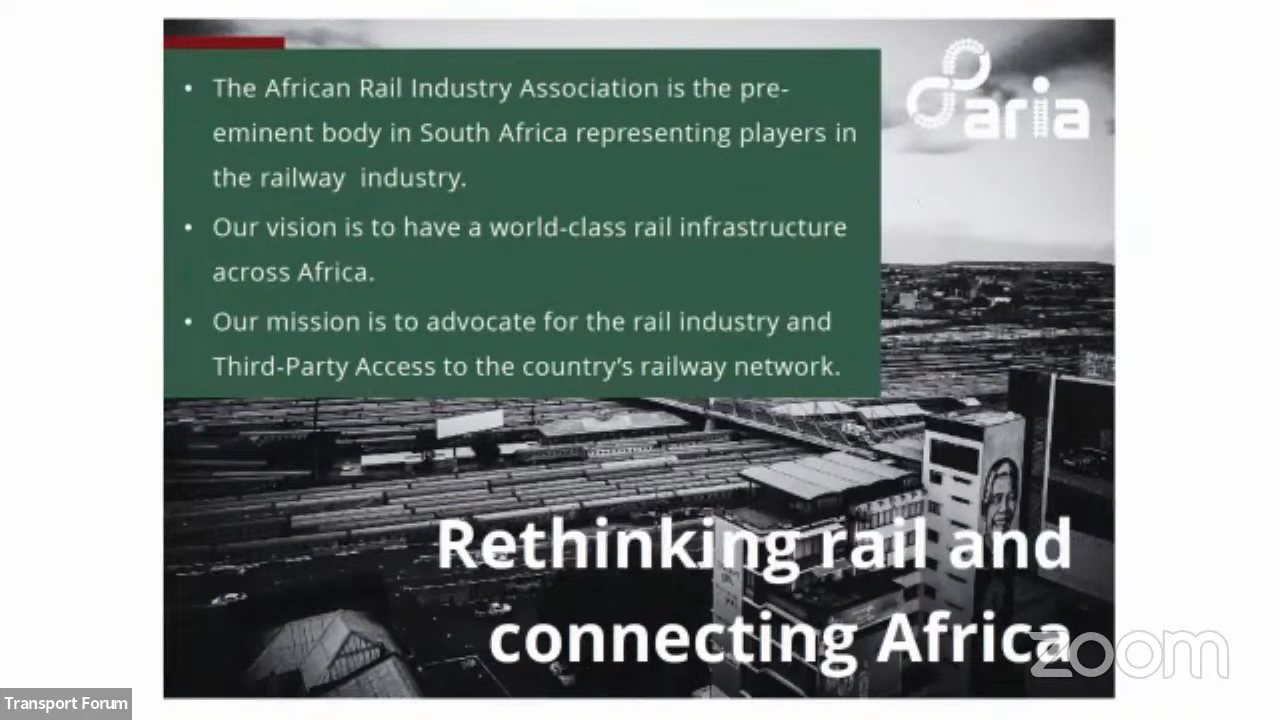 • The African Rail Industry Association is the pre-
eminent body in South Africa representing players in
the railway industry.
• Our vision is to have a world-class rail infrastructure
across Africa.
• Our mission is to advocate for the rail industry and
Third-Party Access to the country's railway network.
aria
Rethinking rail and
connecting Africa
zoom
Transport Forum